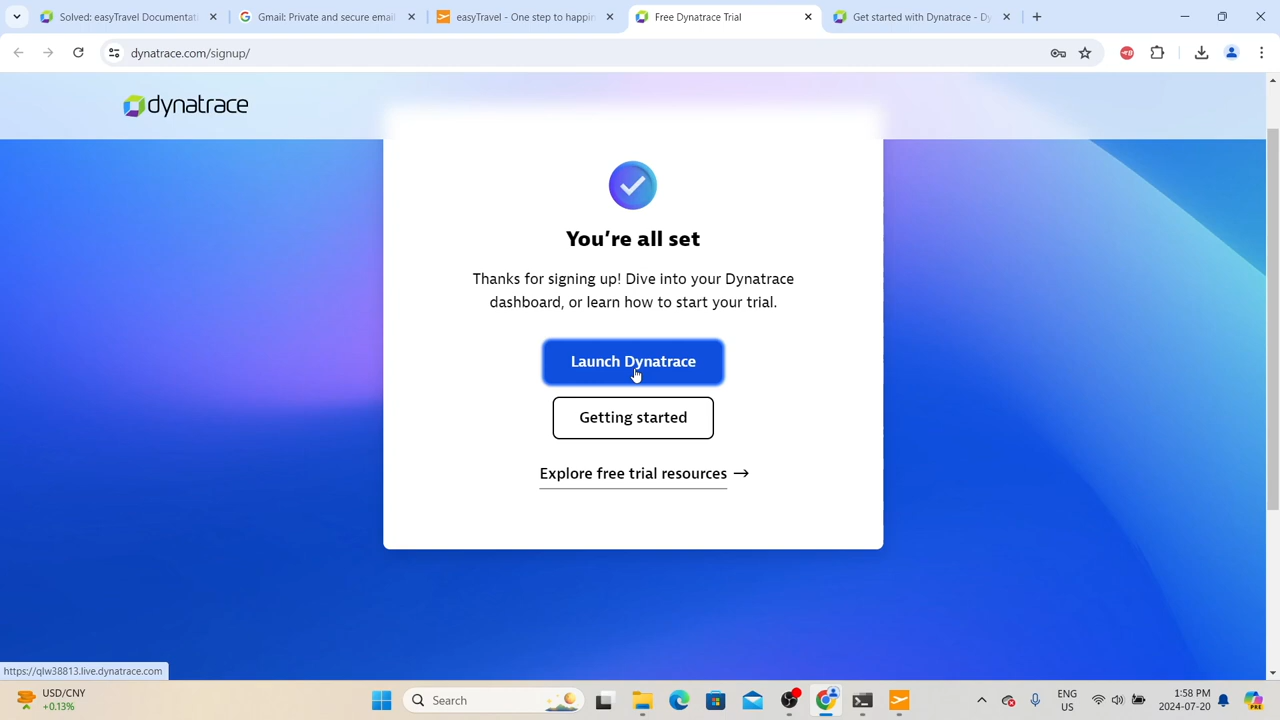 Solved: easyTravel Documentat
Gmail: Private and secure email
easyTravel - One step to happin
Free Dynatrace Trial
Get started with Dynatrace - Dy
dynatrace.com/signup/
dynatrace
You're all set
Thanks for signing up! Dive into your Dynatrace
dashboard, or learn how to start your trial.
Launch Dynatrace
Getting started
Explore free trial resources →
https://qlw38813.live.dynatrace.com
USD/CNY
+0.13%
Search
ENG
US
1:58 PM
2024-07-20
PRE